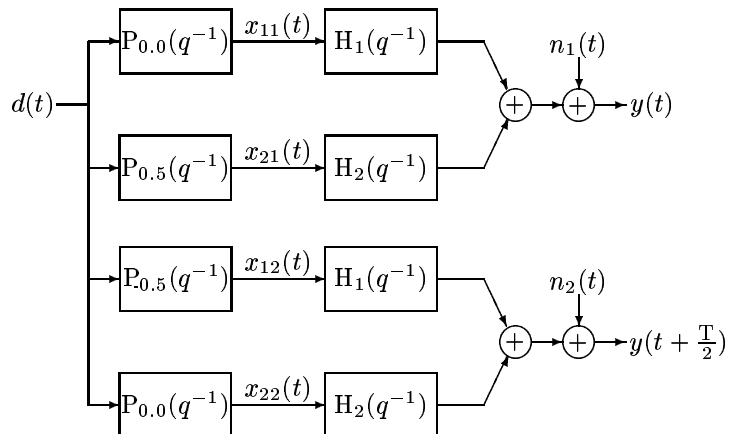 P₀.₀(q⁻¹) x₁₁(t) H₁(q⁻¹)
n₁(t)
d(t) + + y(t)
P₀.₅(q⁻¹) x₂₁(t) H₂(q⁻¹)
P₋₀.₅(q⁻¹) x₁₂(t) H₁(q⁻¹)
n₂(t)
+ + y(t + T/2)
P₀.₀(q⁻¹) x₂₂(t) H₂(q⁻¹)